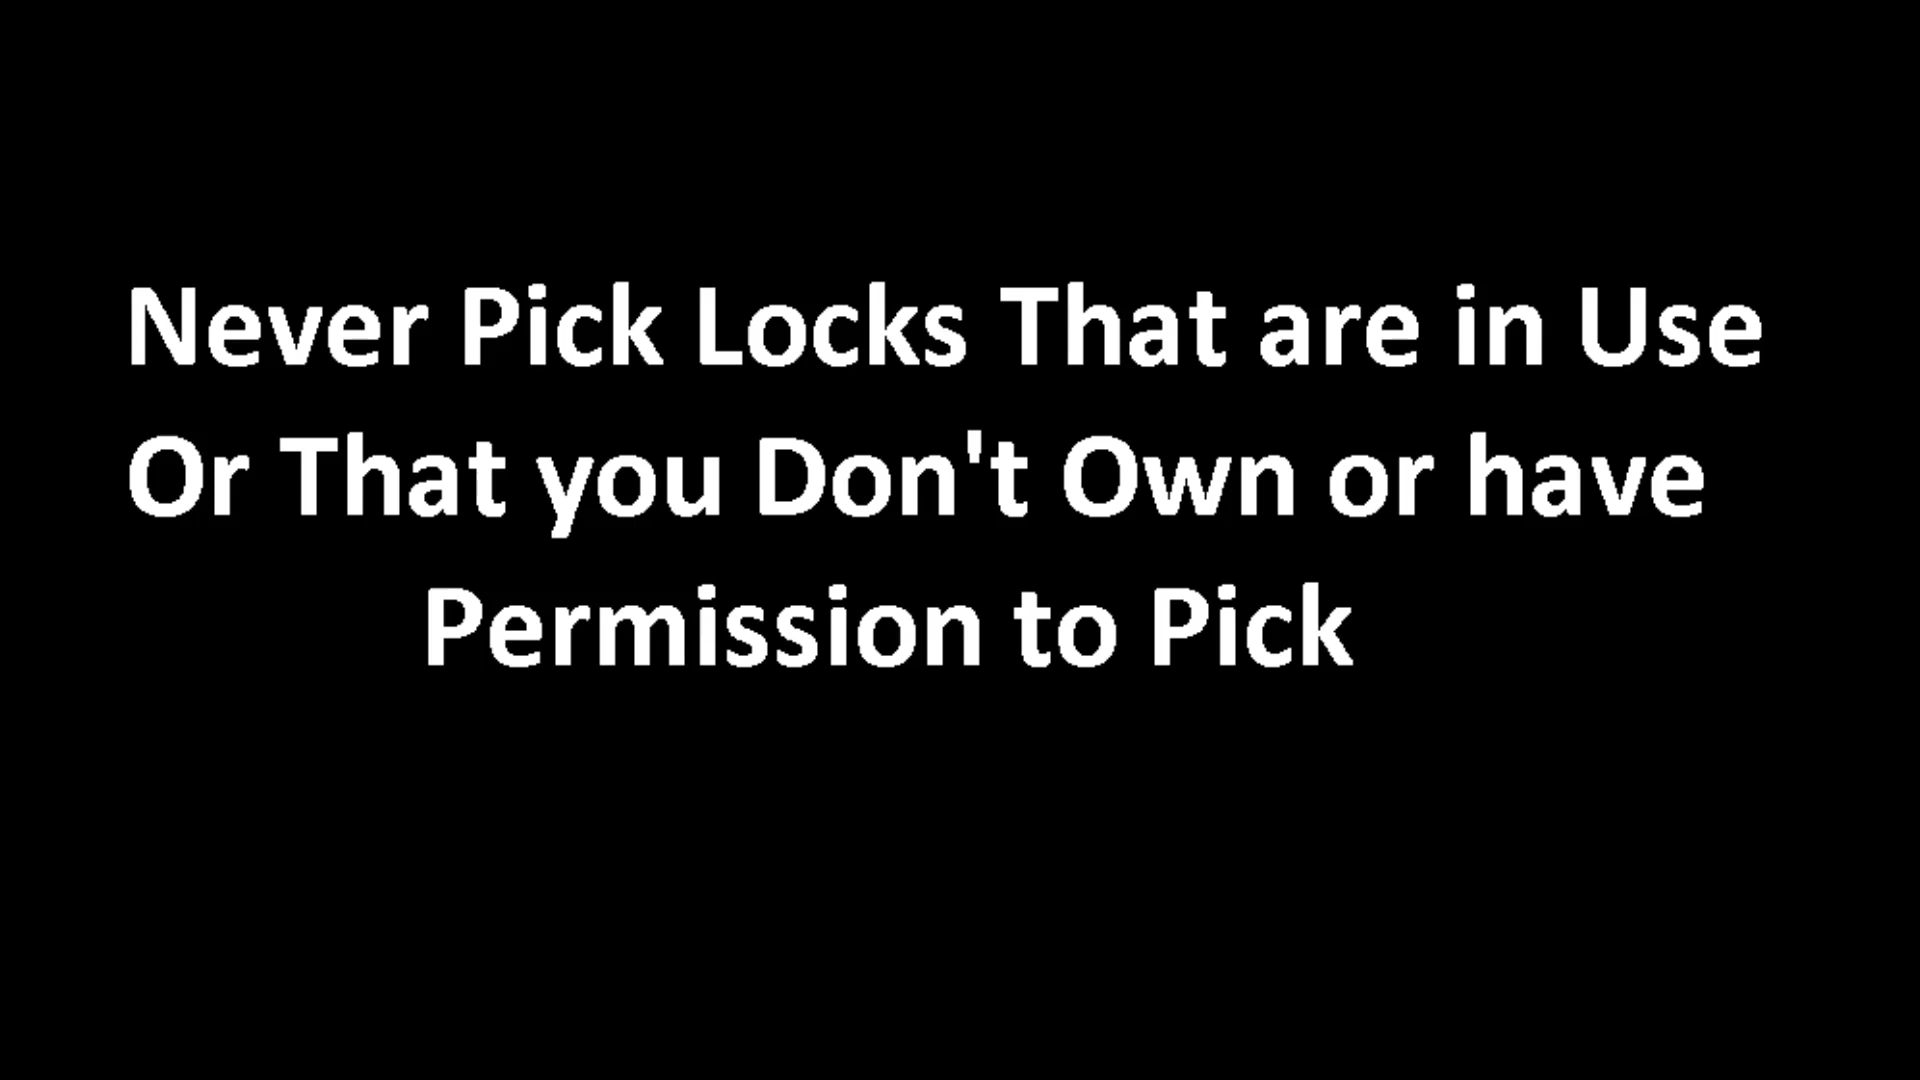 Never Pick Locks That are in Use
Or That you Don't Own or have
Permission to Pick